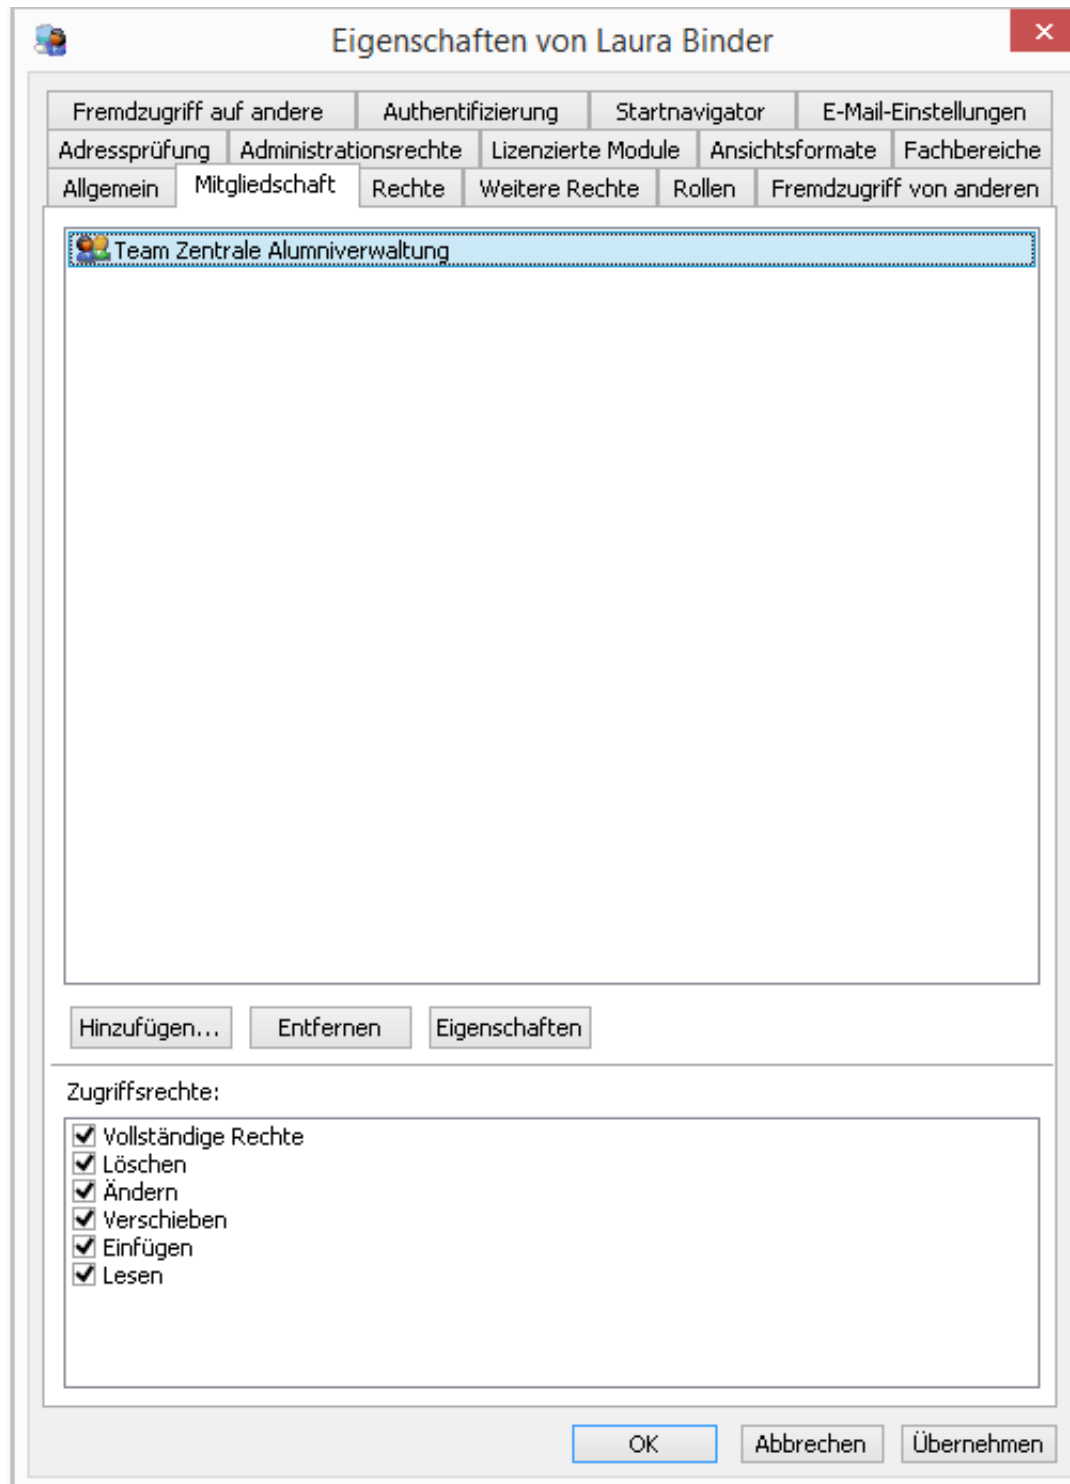 Eigenschaften von Laura Binder
Fremdzugriff auf andere Authentifizierung Startnavigator E-Mail-Einstellungen
Adressprüfung Administrationsrechte Lizenzierte Module Ansichtsformate Fachbereiche
Allgemein Mitgliedschaft Rechte Weitere Rechte Rollen Fremdzugriff von anderen
Team Zentrale Alumniverwaltung
Hinzufügen... Entfernen Eigenschaften
Zugriffsrechte:
Vollständige Rechte
Löschen
Ändern
Verschieben
Einfügen
Lesen
OK Abbrechen Übernehmen